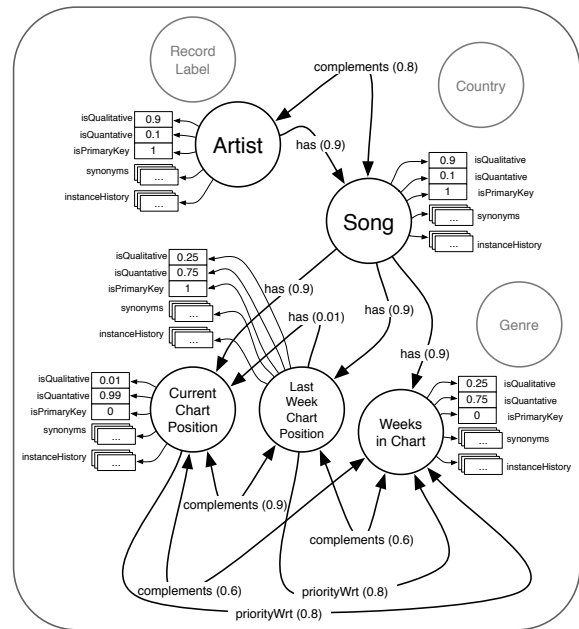 Record
Label
complements (0.8)
Country
isQualitative
0.9
isQuantative
0.1
isPrimaryKey
1
synonyms
...
instanceHistory
...
Artist
has (0.9)
0.9
isQualitative
0.1
isQuantative
1
isPrimaryKey
...
synonyms
...
instanceHistory
Song
isQualitative
0.25
isQuantative
0.75
isPrimaryKey
1
synonyms
...
instanceHistory
...
has (0.9)
has (0.01)
has (0.9)
has (0.9)
Genre
isQualitative
0.01
isQuantative
0.99
isPrimaryKey
0
synonyms
...
instanceHistory
...
Current
Chart
Position
Last
Week
Chart
Position
Weeks
in Chart
0.25
isQualitative
0.75
isQuantative
0
isPrimaryKey
...
synonyms
...
instanceHistory
complements (0.9)
complements (0.6)
complements (0.6)
priorityWrt (0.8)
priorityWrt (0.8)